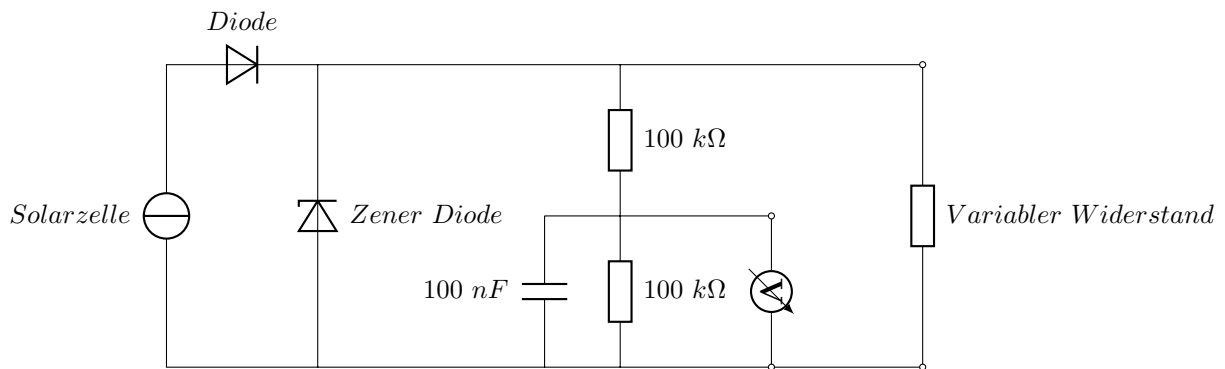 Diode
100 kΩ
Solarzelle
Zener Diode
Variabler Widerstand
100 nF
100 kΩ
V